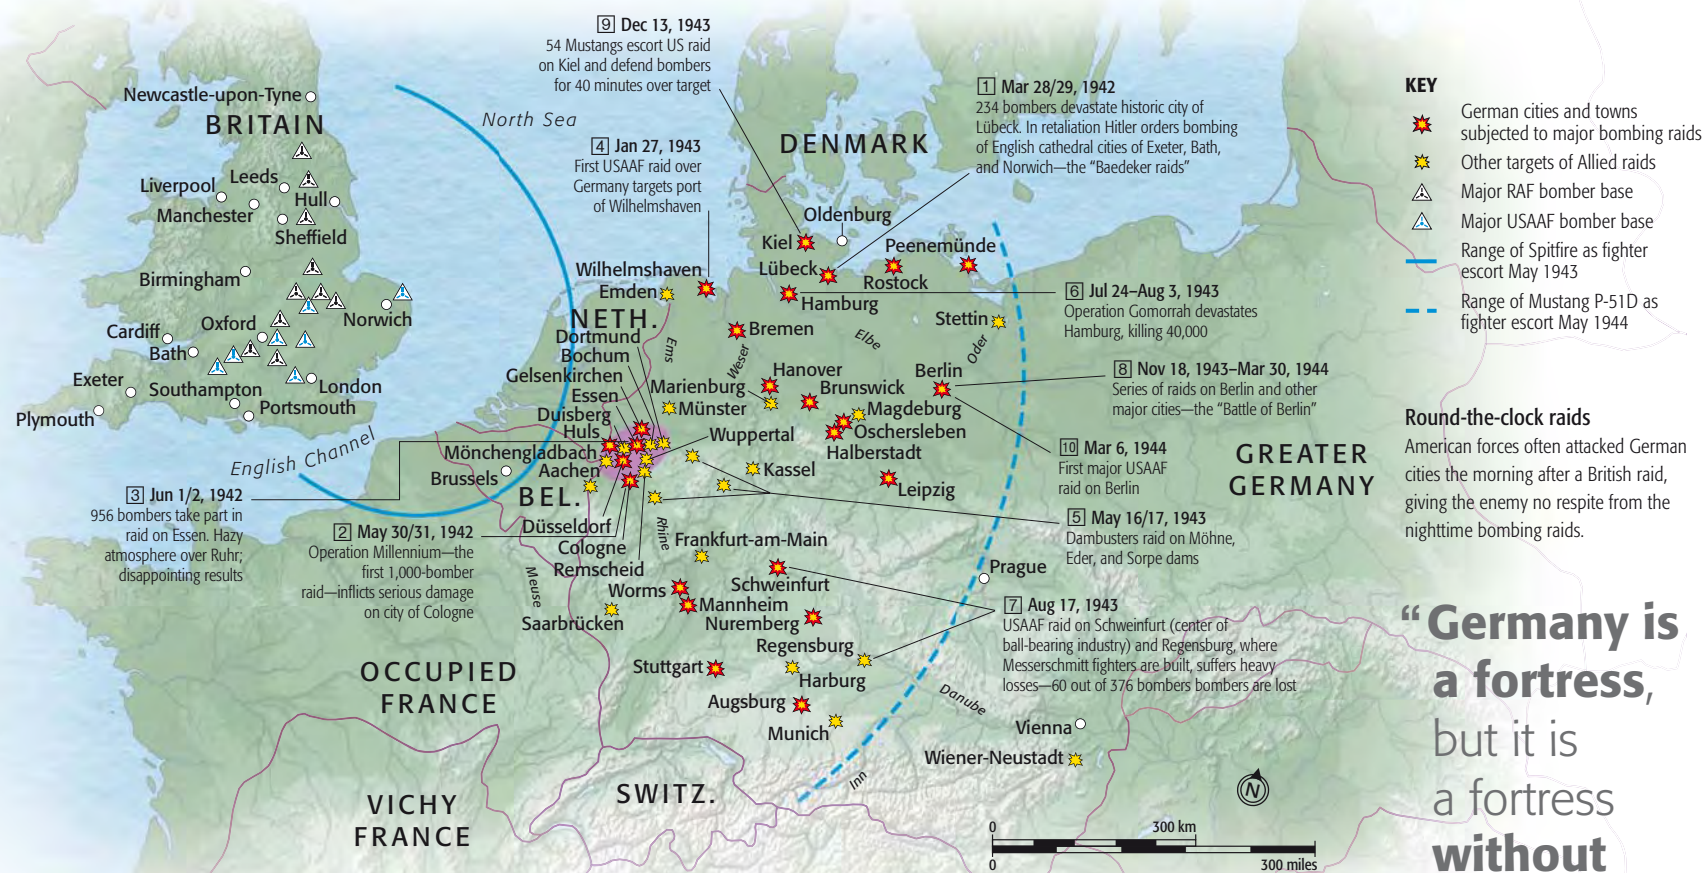 9 Dec 13, 1943
54 Mustangs escort US raid
on Kiel and defend bombers
for 40 minutes over target
1 Mar 28/29, 1942
234 bombers devastate historic city of
Lübeck. In retaliation Hitler orders bombing
of English cathedral cities of Exeter, Bath,
and Norwich—the “Baedeker raids”
4 Jan 27, 1943
First USAAF raid over
Germany targets port
of Wilhelmshaven
Newcastle-upon-Tyne
BRITAIN
North Sea
DENMARK
Liverpool
Leeds
Hull
Manchester
Sheffield
Birmingham
Cardiff
Oxford
Norwich
Bath
Exeter
Southampton
London
Plymouth
Portsmouth
English Channel
Oldenburg
Kiel
Peenemünde
Lübeck
Rostock
Wilhelmshaven
Emden
Hamburg
NETH.
Bremen
Stettin
Elbe
Oder
Ems
Weser
Dortmund
Bochum
Gelsenkirchen
Essen
Duisberg
Huls
Mönchengladbach
Aachen
Brussels
BEL.
Düsseldorf
Cologne
Remscheid
Hanover
Marienburg
Brunswick
Berlin
Münster
Magdeburg
Oschersleben
Halberstadt
Wuppertal
Kassel
Leipzig
Rhine
Meuse
Frankfurt-am-Main
Schweinfurt
Worms
Mannheim
Nuremberg
Saarbrücken
Regensburg
Stuttgart
Harburg
Augsburg
Munich
Prague
Danube
Vienna
Wiener-Neustadt
Inn
OCCUPIED
FRANCE
VICHY
FRANCE
SWITZ.
GREATER
GERMANY
6 Jul 24–Aug 3, 1943
Operation Gomorrah devastates
Hamburg, killing 40,000
8 Nov 18, 1943–Mar 30, 1944
Series of raids on Berlin and other
major cities—the “Battle of Berlin”
10 Mar 6, 1944
First major USAAF
raid on Berlin
3 Jun 1/2, 1942
956 bombers take part in
raid on Essen. Hazy
atmosphere over Ruhr;
disappointing results
2 May 30/31, 1942
Operation Millennium—the
first 1,000-bomber
raid—inflicts serious damage
on city of Cologne
5 May 16/17, 1943
Dambusters raid on Möhne,
Eder, and Sorpe dams
7 Aug 17, 1943
USAAF raid on Schweinfurt (center of
ball-bearing industry) and Regensburg, where
Messerschmitt fighters are built, suffers heavy
losses—60 out of 376 bombers bombers are lost
N
0 300 km
0 300 miles
KEY
German cities and towns
subjected to major bombing raids
Other targets of Allied raids
Major RAF bomber base
Major USAAF bomber base
Range of Spitfire as fighter
escort May 1943
Range of Mustang P-51D as
fighter escort May 1944
Round-the-clock raids
American forces often attacked German
cities the morning after a British raid,
giving the enemy no respite from the
nighttime bombing raids.
“Germany is
a fortress,
but it is
a fortress
without